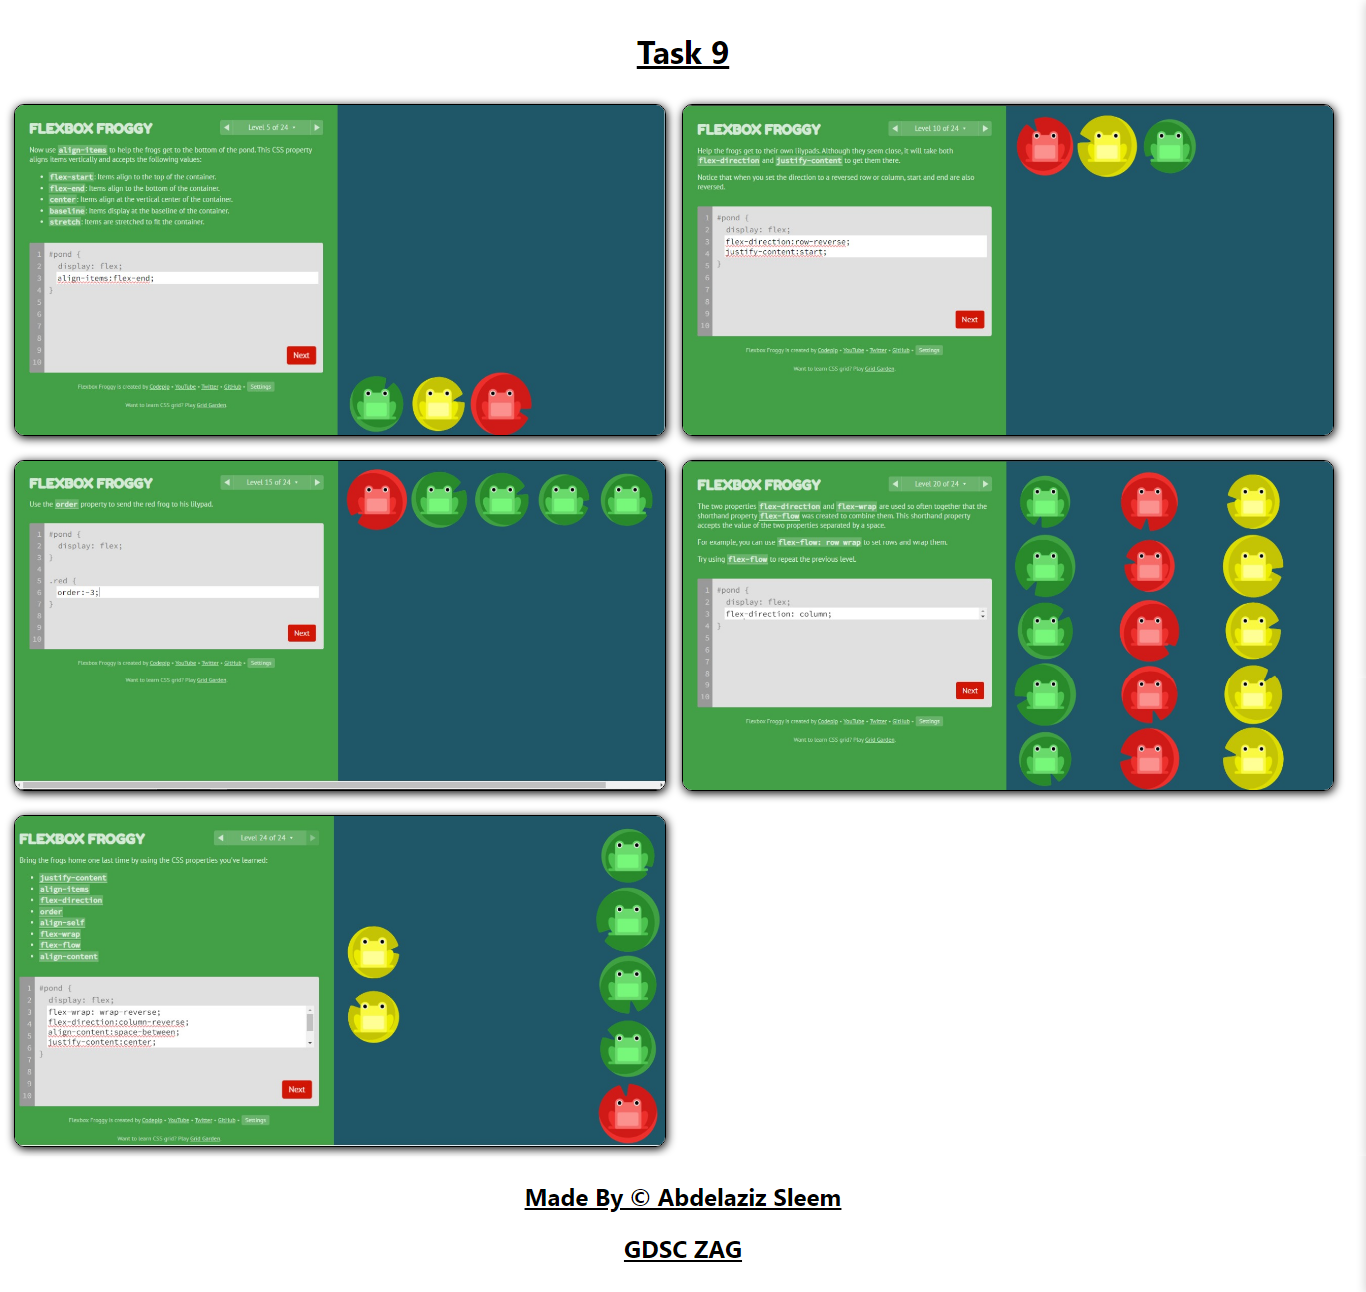 Task 9
FLEXBOX FROGGY
Level 5 of 24
Now use align-items to help the frogs get to the bottom of the pond. This CSS property
aligns items vertically and accepts the following values:
• flex-start: Items align to the top of the container.
• flex-end: Items align to the bottom of the container.
• center: Items align at the vertical center of the container.
• baseline: Items display at the baseline of the container.
• stretch: Items are stretched to fit the container.
1 #pond {
2 display: flex;
3 align-items:flex-end;
4 }
5
6
7
8
9
10
Next
Flexbox Froggy is created by Codepip • YouTube • Twitter • GitHub • Settings
Want to learn CSS grid? Play Grid Garden.
FLEXBOX FROGGY
Level 10 of 24
Help the frogs get to their own lilypads. Although they seem close, it will take both
flex-direction and justify-content to get them there.
Notice that when you set the direction to a reversed row or column, start and end are also
reversed.
1 #pond {
2 display: flex;
3 flex-direction:row-reverse;
4 justify-content:start;
5 }
6
7
8
9
10
Next
Flexbox Froggy is created by Codepip • YouTube • Twitter • GitHub • Settings
Want to learn CSS grid? Play Grid Garden.
FLEXBOX FROGGY
Level 15 of 24
Use the order property to send the red frog to his lilypad.
1 #pond {
2 display: flex;
3 }
4
5 .red {
6 order:-3;
7 }
8
9
10
Next
Flexbox Froggy is created by Codepip • YouTube • Twitter • GitHub • Settings
Want to learn CSS grid? Play Grid Garden.
FLEXBOX FROGGY
Level 20 of 24
The two properties flex-direction and flex-wrap are used so often together that the
shorthand property flex-flow was created to combine them. This shorthand property
accepts the value of the two properties separated by a space.
For example, you can use flex-flow: row wrap to set rows and wrap them.
Try using flex-flow to repeat the previous level.
1 #pond {
2 display: flex;
3 flex-direction: column;
4 }
5
6
7
8
9
10
Next
Flexbox Froggy is created by Codepip • YouTube • Twitter • GitHub • Settings
Want to learn CSS grid? Play Grid Garden.
FLEXBOX FROGGY
Level 24 of 24
Bring the frogs home one last time by using the CSS properties you've learned:
• justify-content
• align-items
• flex-direction
• order
• align-self
• flex-wrap
• flex-flow
• align-content
1 #pond {
2 display: flex;
3 flex-wrap: wrap-reverse;
4 flex-direction:column-reverse;
5 align-content:space-between;
6 justify-content:center;
7 }
8
9
10
Next
Flexbox Froggy is created by Codepip • YouTube • Twitter • GitHub • Settings
Want to learn CSS grid? Play Grid Garden.
Made By © Abdelaziz Sleem
GDSC ZAG